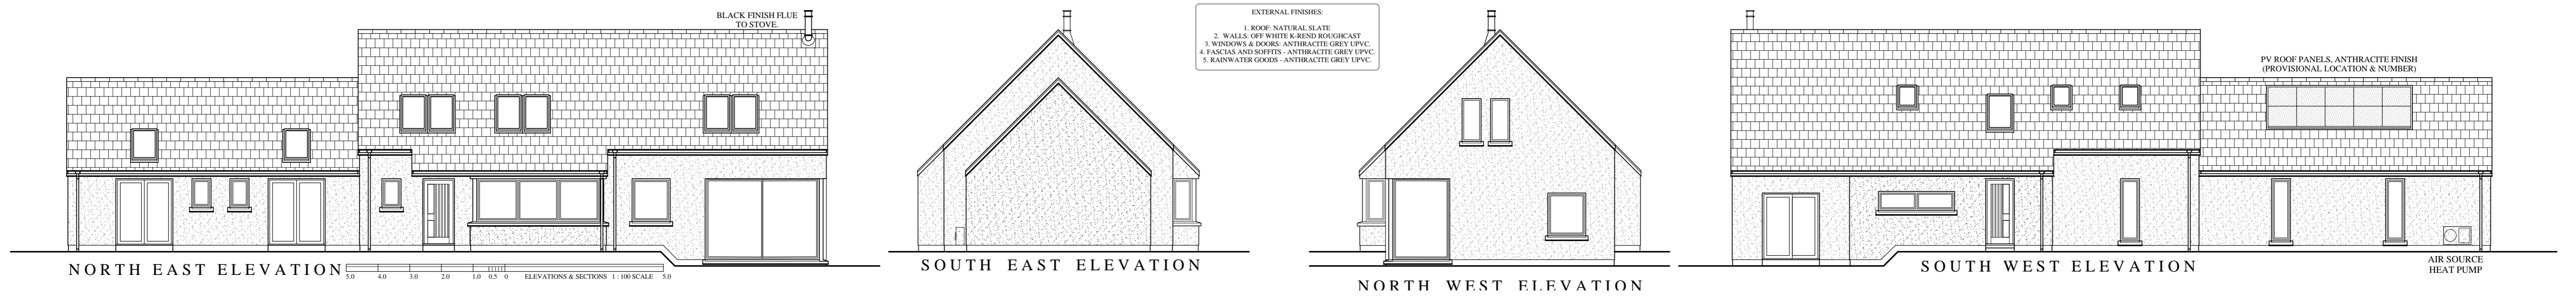 BLACK FINISH FLUE
TO STOVE.
EXTERNAL FINISHES:
1. ROOF: NATURAL SLATE
2. WALLS: OFF WHITE K-REND ROUGHCAST
3. WINDOWS & DOORS: ANTHRACITE GREY UPVC.
4. FASCIAS AND SOFFITS - ANTHRACITE GREY UPVC.
5. RAINWATER GOODS - ANTHRACITE GREY UPVC.
PV ROOF PANELS, ANTHRACITE FINISH
(PROVISIONAL LOCATION & NUMBER)
NORTH EAST ELEVATION
5.0 4.0 3.0 2.0 1.0 0.5 0 ELEVATIONS & SECTIONS 1 : 100 SCALE 5.0
SOUTH EAST ELEVATION
NORTH WEST ELEVATION
SOUTH WEST ELEVATION
AIR SOURCE
HEAT PUMP